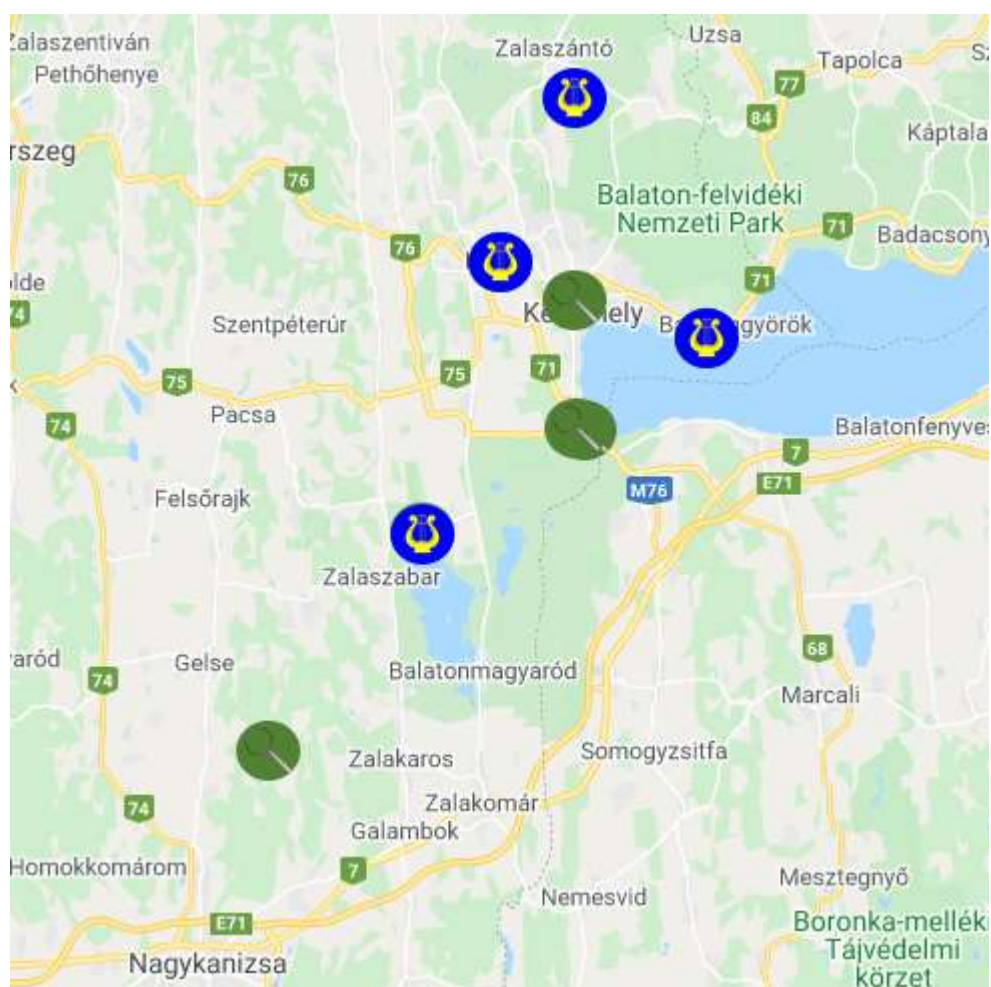 Zalaszentiván
Zalaszántó
Uzsa
Pethőhenye
Tapolca
77
84
Káptala
rszeg
76
Balaton-felvidéki
Nemzeti Park
71
76
Badacsony
71
olde
74
Szentpéterúr
75
75
71
Pacsa
74
Balatonfenyves
7
E71
M76
Felsőrajk
Zalaszabar
aród
Gelse
Balatonmagyaród
68
74
Marcali
Somogyzsitfa
Zalakaros
Zalakomár
74
Galambok
7
Homokkomárom
Mesztegnyő
Nemesvid
E71
Boronka-melléki
Tájvédelmi
körzet
Nagykanizsa